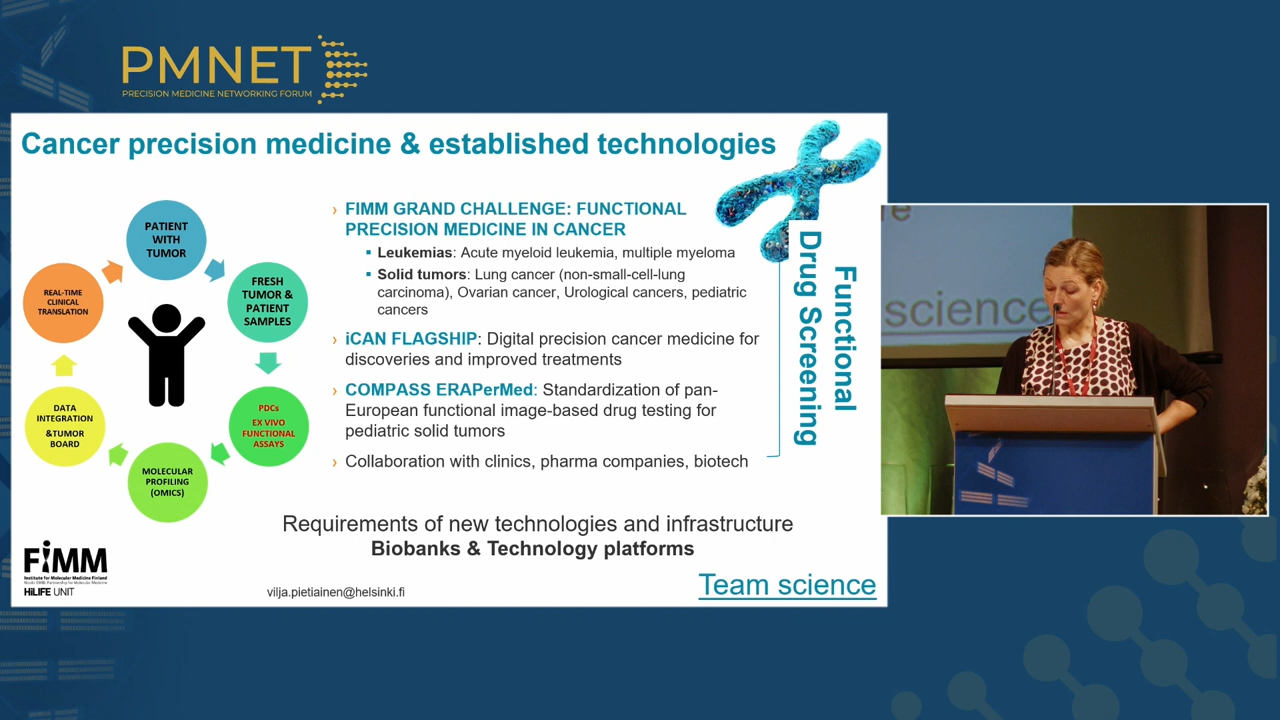 PMNET
PRECISION MEDICINE NETWORKING FORUM
Cancer precision medicine & established technologies
PATIENT
WITH
TUMOR
FRESH
TUMOR &
PATIENT
SAMPLES
PDCs
EX VIVO
FUNCTIONAL
ASSAYS
MOLECULAR
PROFILING
(OMICS)
DATA
INTEGRATION
&TUMOR
BOARD
REAL-TIME
CLINICAL
TRANSLATION
› FIMM GRAND CHALLENGE: FUNCTIONAL
PRECISION MEDICINE IN CANCER
▪ Leukemias: Acute myeloid leukemia, multiple myeloma
▪ Solid tumors: Lung cancer (non-small-cell-lung
carcinoma), Ovarian cancer, Urological cancers, pediatric
cancers
› iCAN FLAGSHIP: Digital precision cancer medicine for
discoveries and improved treatments
› COMPASS ERAPerMed: Standardization of pan-
European functional image-based drug testing for
pediatric solid tumors
› Collaboration with clinics, pharma companies, biotech
Functional
Drug Screening
Requirements of new technologies and infrastructure
Biobanks & Technology platforms
Team science
FIMM
Institute for Molecular Medicine Finland
Nordic EMBL Partnership for Molecular Medicine
HiLIFE UNIT
vilja.pietiainen@helsinki.fi
re
science